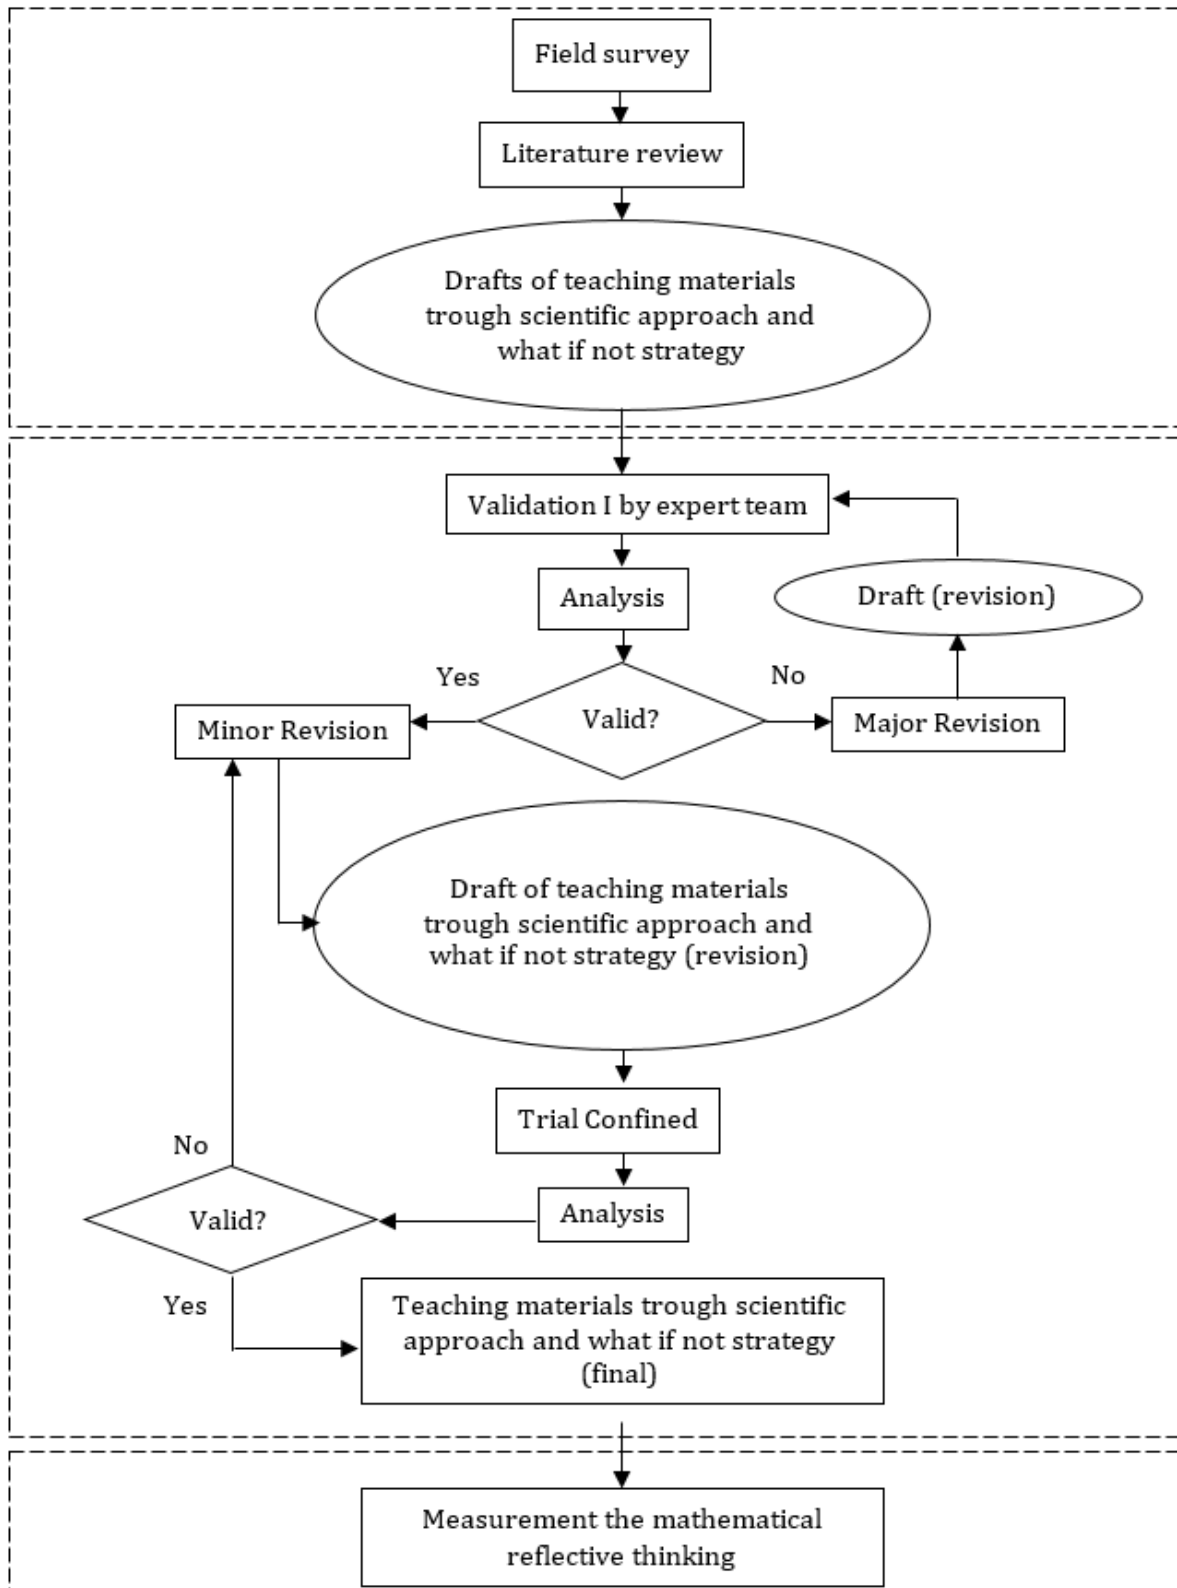 Field survey
Literature review
Drafts of teaching materials
trough scientific approach and
what if not strategy
Validation I by expert team
Analysis
Draft (revision)
Yes
No
Valid?
Minor Revision
Major Revision
Draft of teaching materials
trough scientific approach and
what if not strategy (revision)
Trial Confined
No
Analysis
Valid?
Yes
Teaching materials trough scientific
approach and what if not strategy
(final)
Measurement the mathematical
reflective thinking